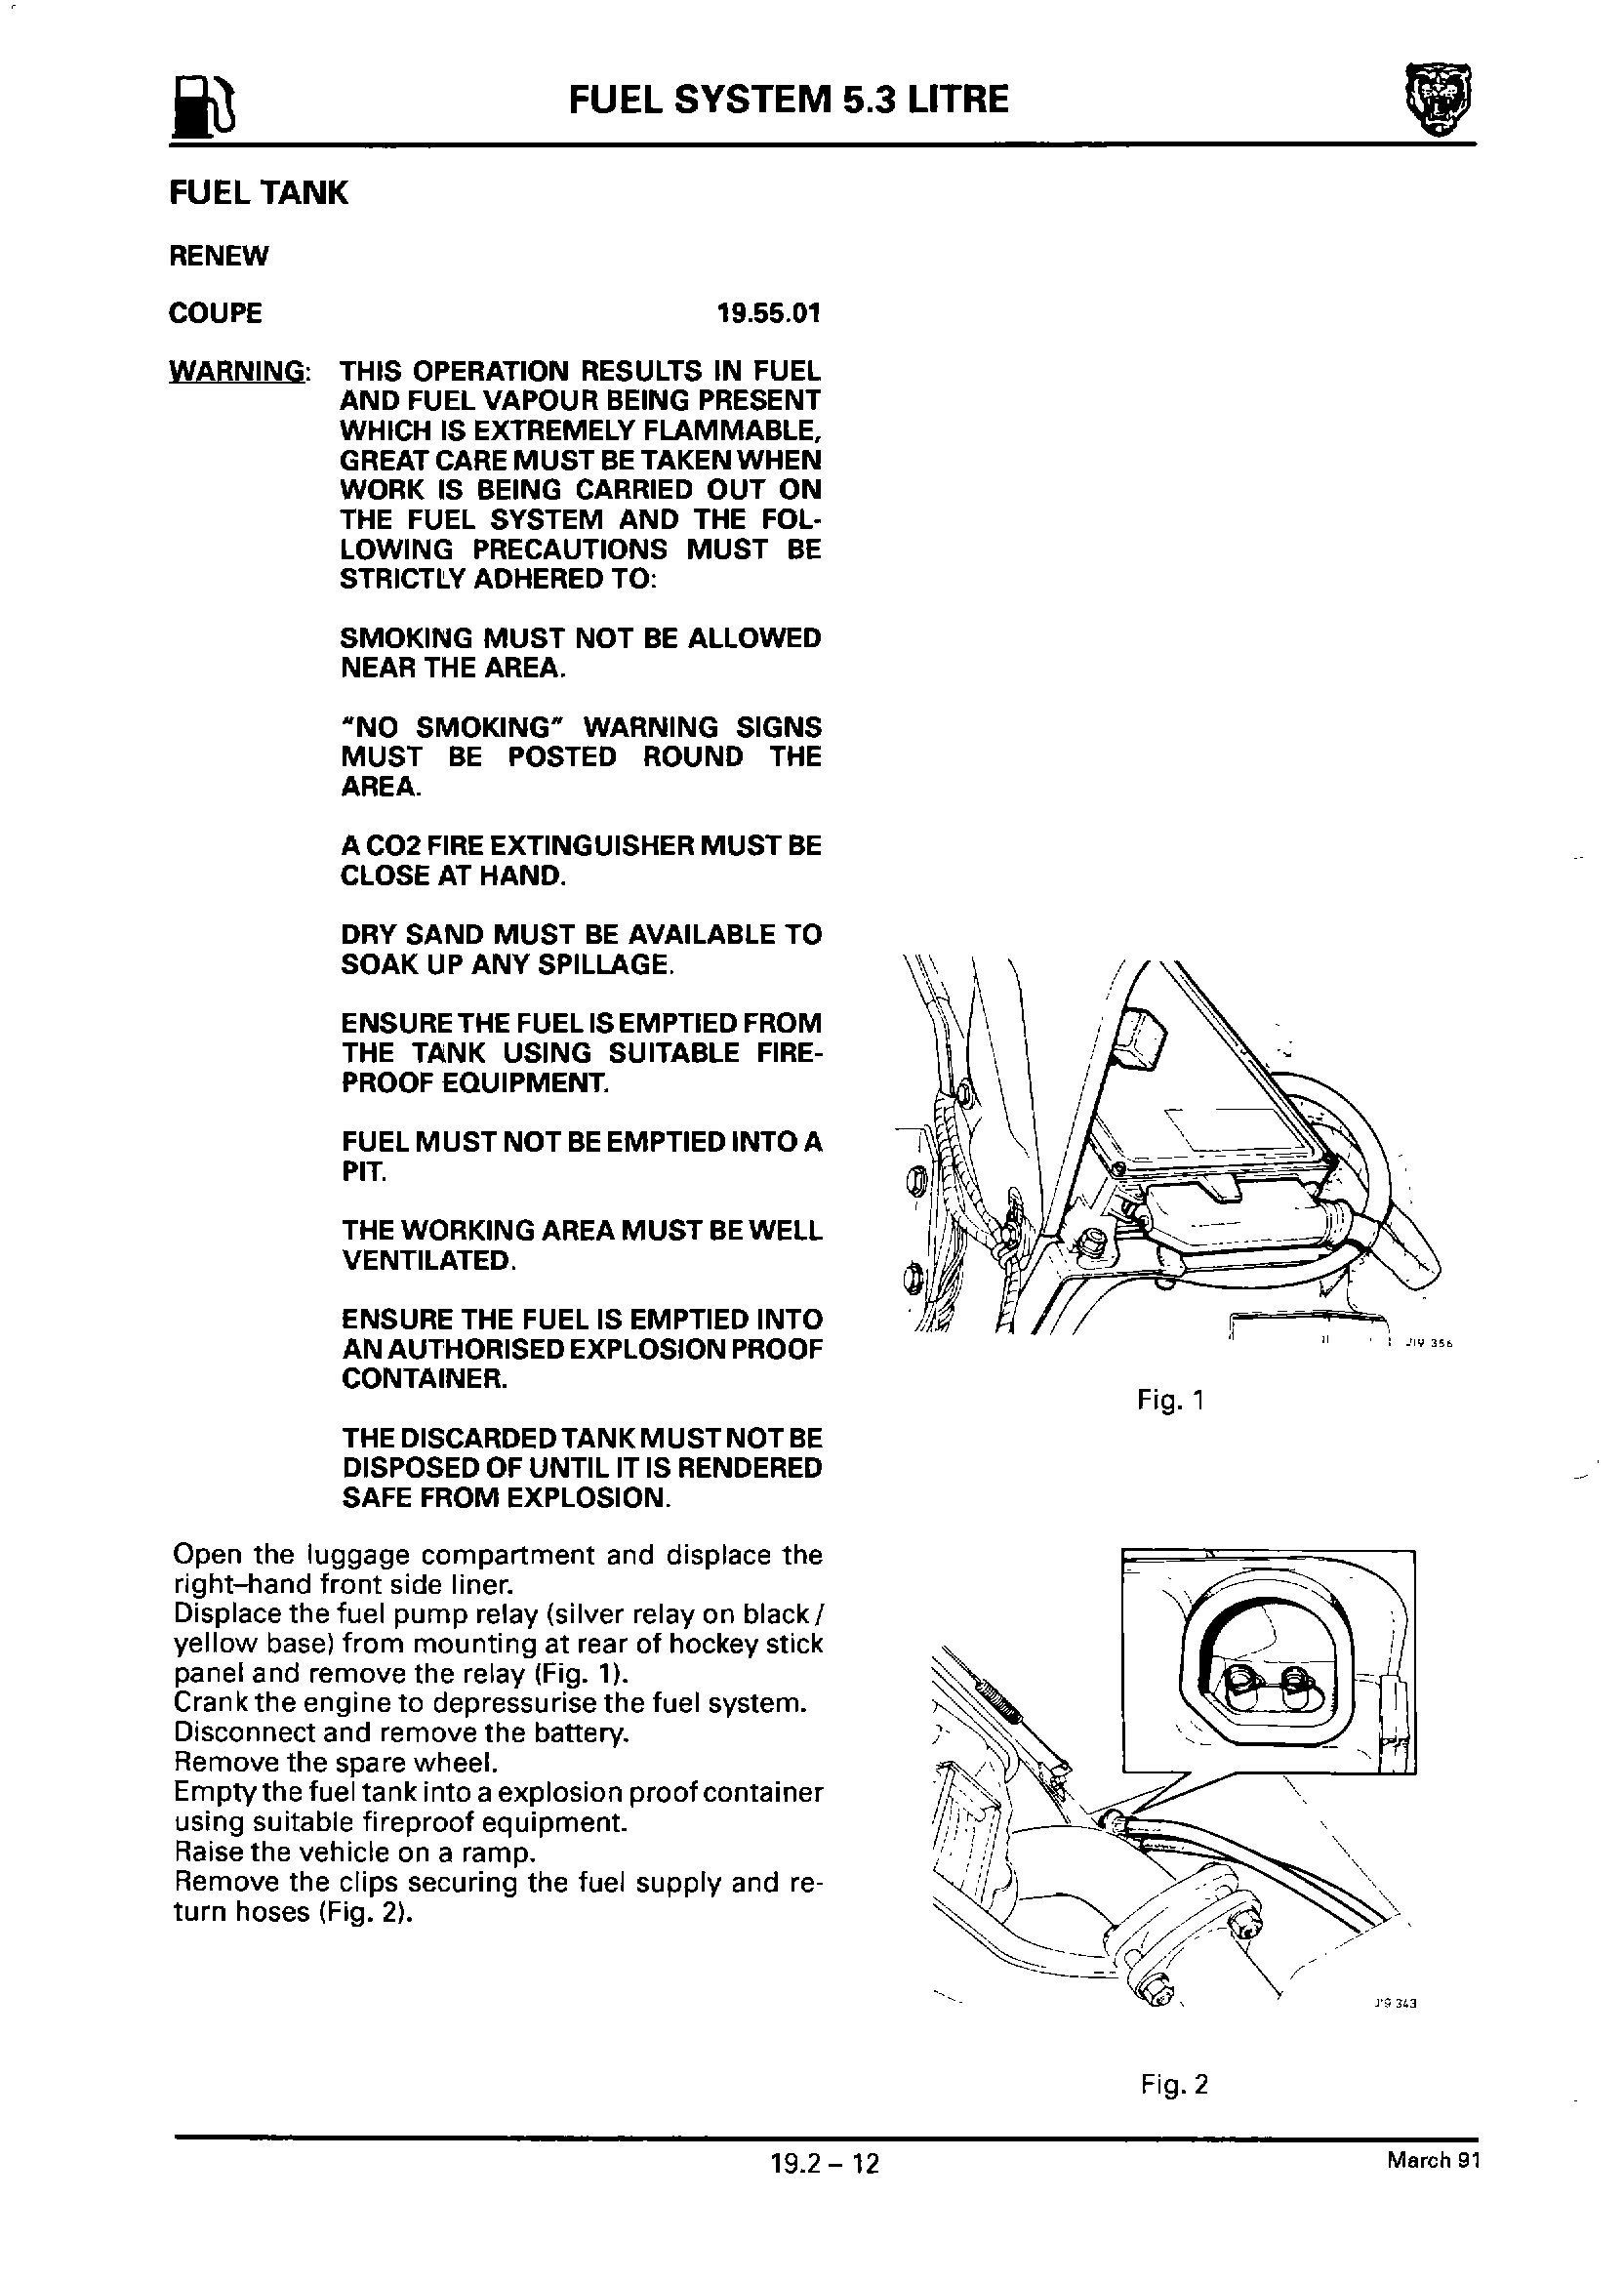 FUEL SYSTEM 5.3 LITRE
FUEL TANK
RENEW
COUPE 19.55.01
WARNING: THIS OPERATION RESULTS IN FUEL
AND FUEL VAPOUR BEING PRESENT
WHICH IS EXTREMELY FLAMMABLE,
GREAT CARE MUST BE TAKEN WHEN
WORK IS BEING CARRIED OUT ON
THE FUEL SYSTEM AND THE FOL-
LOWING PRECAUTIONS MUST BE
STRICTLY ADHERED TO:
SMOKING MUST NOT BE ALLOWED
NEAR THE AREA.
"NO SMOKING" WARNING SIGNS
MUST BE POSTED ROUND THE
AREA.
A CO2 FIRE EXTINGUISHER MUST BE
CLOSE AT HAND.
DRY SAND MUST BE AVAILABLE TO
SOAK UP ANY SPILLAGE.
ENSURE THE FUEL IS EMPTIED FROM
THE TANK USING SUITABLE FIRE-
PROOF EQUIPMENT.
FUEL MUST NOT BE EMPTIED INTO A
PIT.
THE WORKING AREA MUST BE WELL
VENTILATED.
ENSURE THE FUEL IS EMPTIED INTO
AN AUTHORISED EXPLOSION PROOF
CONTAINER.
THE DISCARDED TANK MUST NOT BE
DISPOSED OF UNTIL IT IS RENDERED
SAFE FROM EXPLOSION.
Open the luggage compartment and displace the
right-hand front side liner.
Displace the fuel pump relay (silver relay on black/
yellow base) from mounting at rear of hockey stick
panel and remove the relay (Fig. 1).
Crank the engine to depressurise the fuel system.
Disconnect and remove the battery.
Remove the spare wheel.
Empty the fuel tank into a explosion proof container
using suitable fireproof equipment.
Raise the vehicle on a ramp.
Remove the clips securing the fuel supply and re-
turn hoses (Fig. 2).
J19 356
Fig. 1
J19 343
Fig. 2
19.2 – 12
March 91